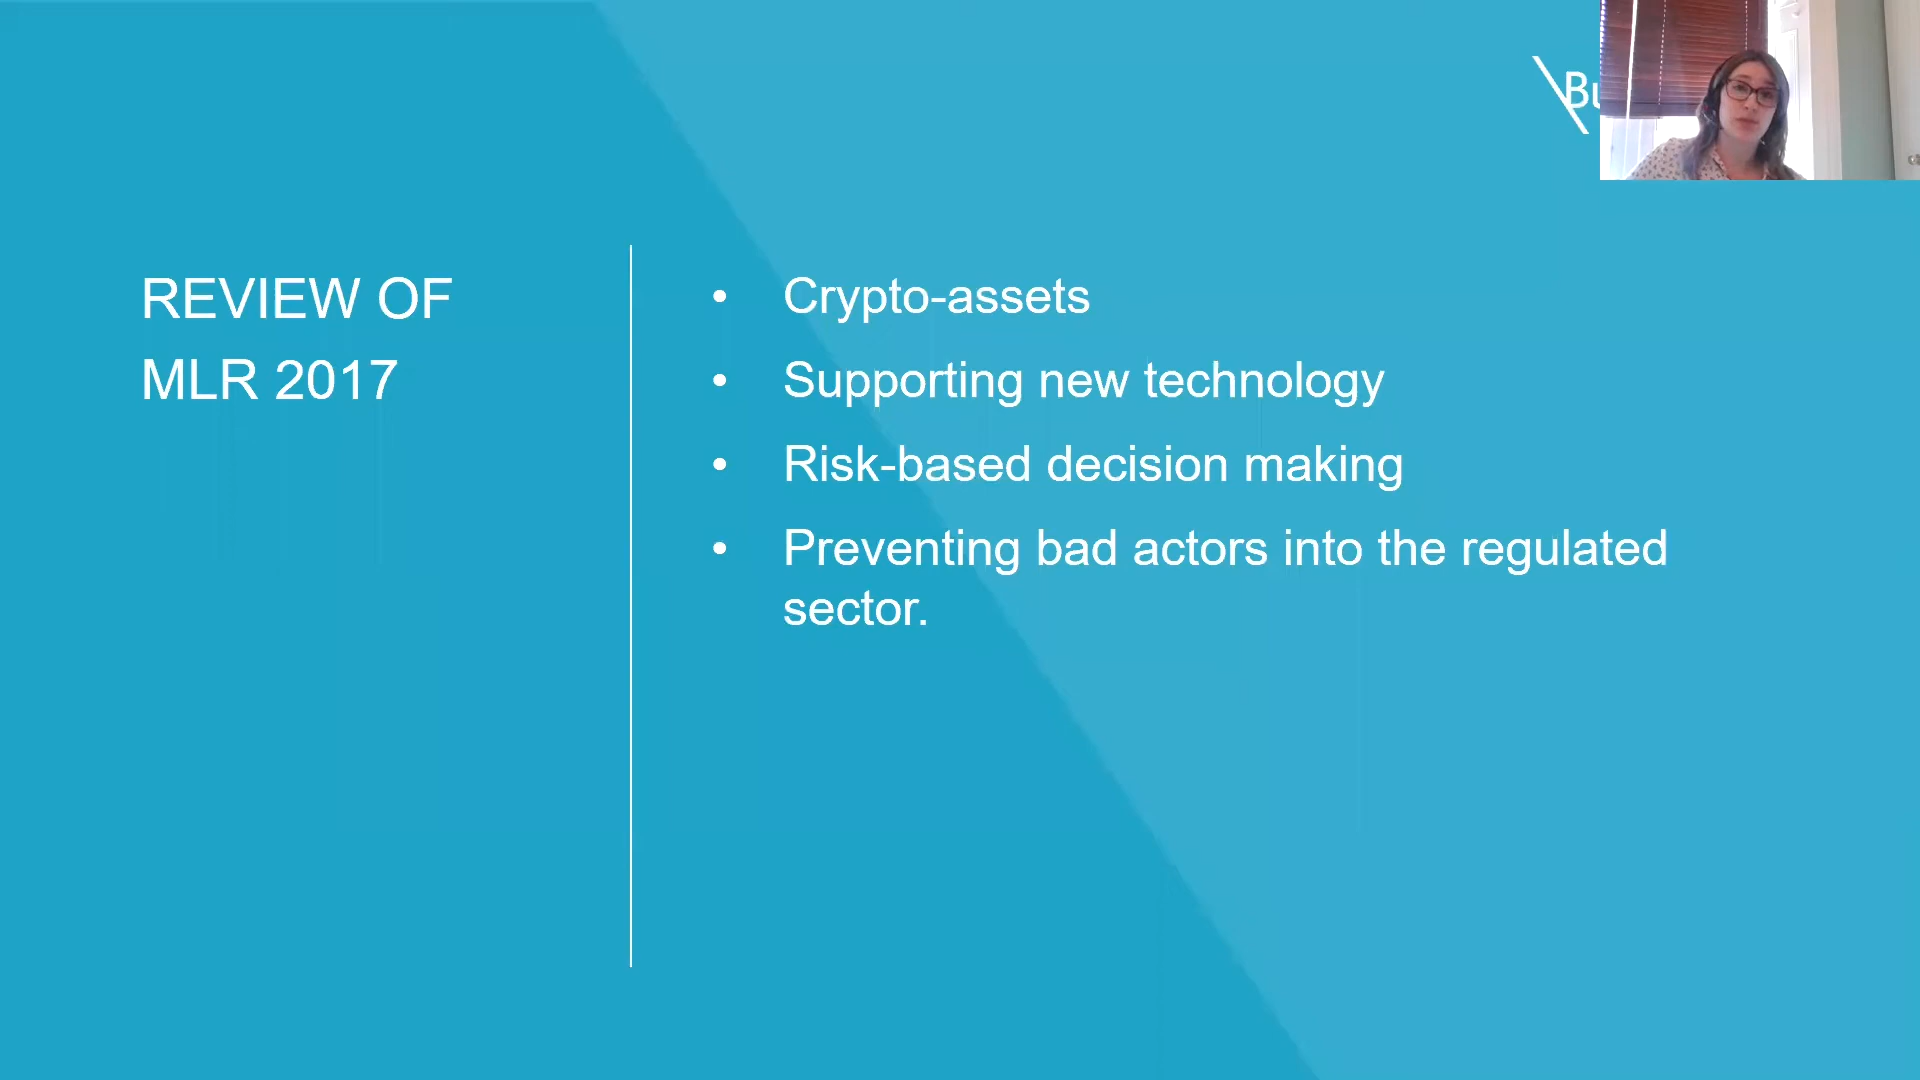 REVIEW OF
MLR 2017
• Crypto-assets
• Supporting new technology
• Risk-based decision making
• Preventing bad actors into the regulated
sector.